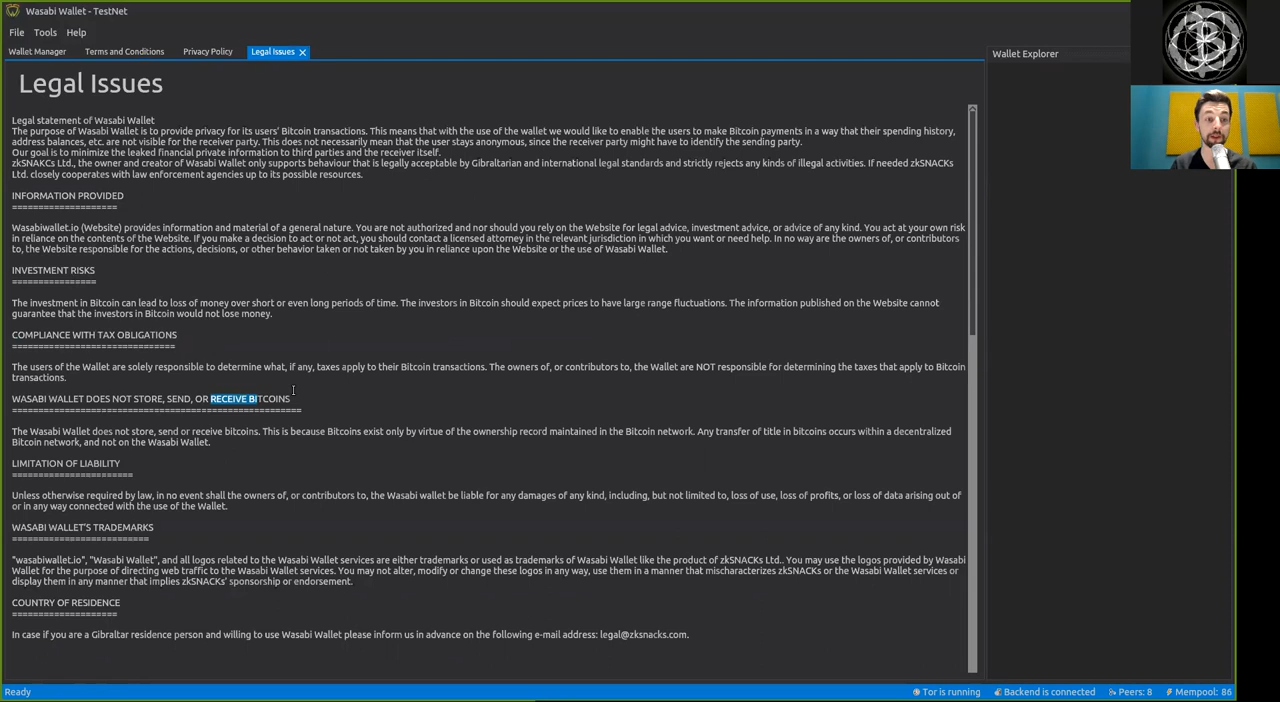 Wasabi Wallet - TestNet
File Tools Help
Wallet Manager Terms and Conditions Privacy Policy Legal Issues
Wallet Explorer
Legal Issues
Legal statement of Wasabi Wallet
The purpose of Wasabi Wallet is to provide privacy for its users' Bitcoin transactions. This means that with the use of the wallet we would like to enable the users to make Bitcoin payments in a way that their spending history,
address balances, etc. are not visible for the receiver party. This does not necessarily mean that the user stays anonymous, since the receiver party might have to identify the sending party.
Our goal is to minimize the leaked financial private information to third parties and the receiver itself.
zkSNACKs Ltd., the owner and creator of Wasabi Wallet only supports behaviour that is legally acceptable by Gibraltarian and international legal standards and strictly rejects any kinds of illegal activities. If needed zkSNACKs
Ltd. closely cooperates with law enforcement agencies up to its possible resources.
INFORMATION PROVIDED
====================
Wasabiwallet.io (Website) provides information and material of a general nature. You are not authorized and nor should you rely on the Website for legal advice, investment advice, or advice of any kind. You act at your own risk
in reliance on the contents of the Website. If you make a decision to act or not act, you should contact a licensed attorney in the relevant jurisdiction in which you want or need help. In no way are the owners of, or contributors
to, the Website responsible for the actions, decisions, or other behavior taken or not taken by you in reliance upon the Website or the use of Wasabi Wallet.
INVESTMENT RISKS
================
The investment in Bitcoin can lead to loss of money over short or even long periods of time. The investors in Bitcoin should expect prices to have large range fluctuations. The information published on the Website cannot
guarantee that the investors in Bitcoin would not lose money.
COMPLIANCE WITH TAX OBLIGATIONS
===============================
The users of the Wallet are solely responsible to determine what, if any, taxes apply to their Bitcoin transactions. The owners of, or contributors to, the Wallet are NOT responsible for determining the taxes that apply to Bitcoin
transactions.
WASABI WALLET DOES NOT STORE, SEND, OR RECEIVE BITCOINS
=======================================================
The Wasabi Wallet does not store, send or receive bitcoins. This is because Bitcoins exist only by virtue of the ownership record maintained in the Bitcoin network. Any transfer of title in bitcoins occurs within a decentralized
Bitcoin network, and not on the Wasabi Wallet.
LIMITATION OF LIABILITY
=======================
Unless otherwise required by law, in no event shall the owners of, or contributors to, the Wasabi wallet be liable for any damages of any kind, including, but not limited to, loss of use, loss of profits, or loss of data arising out of
or in any way connected with the use of the Wallet.
WASABI WALLET'S TRADEMARKS
==========================
"wasabiwallet.io", "Wasabi Wallet", and all logos related to the Wasabi Wallet services are either trademarks or used as trademarks of Wasabi Wallet like the product of zkSNACKs Ltd.. You may use the logos provided by Wasabi
Wallet for the purpose of directing web traffic to the Wasabi Wallet services. You may not alter, modify or change these logos in any way, use them in a manner that mischaracterizes zkSNACKs or the Wasabi Wallet services or
display them in any manner that implies zkSNACKs' sponsorship or endorsement.
COUNTRY OF RESIDENCE
====================
In case if you are a Gibraltar residence person and willing to use Wasabi Wallet please inform us in advance on the following e-mail address: legal@zksnacks.com.
Ready Tor is running Backend is connected Peers: 8 Mempool: 86